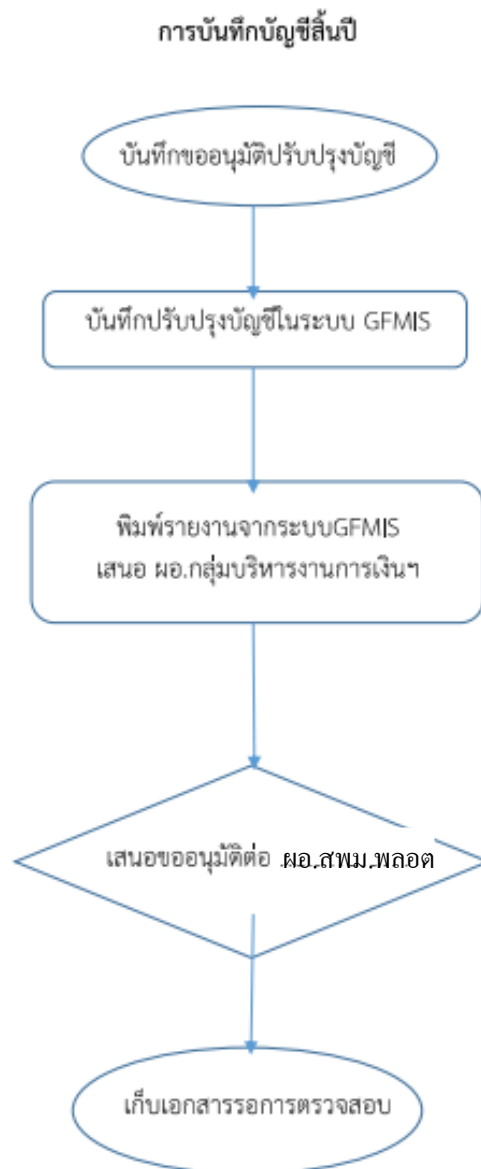 การบันทึกบัญชีสิ้นปี
บันทึกขออนุมัติปรับปรุงบัญชี
บันทึกปรับปรุงบัญชีในระบบ GFMIS
พิมพ์รายงานจากระบบGFMIS
เสนอ ผอ.กลุ่มบริหารงานการเงินฯ
เสนอขออนุมัติต่อ ผอ.สพม.พลอต
เก็บเอกสารรอการตรวจสอบ